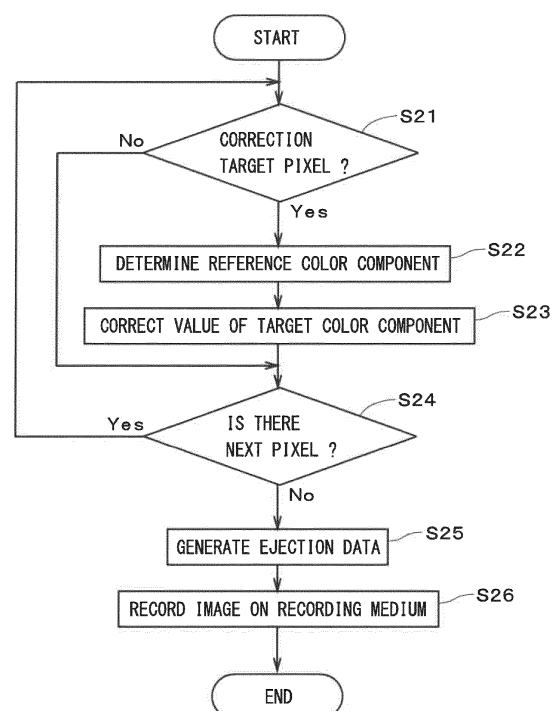 START
S21
No
CORRECTION
TARGET PIXEL ?
Yes
S22
DETERMINE REFERENCE COLOR COMPONENT
S23
CORRECT VALUE OF TARGET COLOR COMPONENT
S24
Yes
IS THERE
NEXT PIXEL ?
No
S25
GENERATE EJECTION DATA
S26
RECORD IMAGE ON RECORDING MEDIUM
END